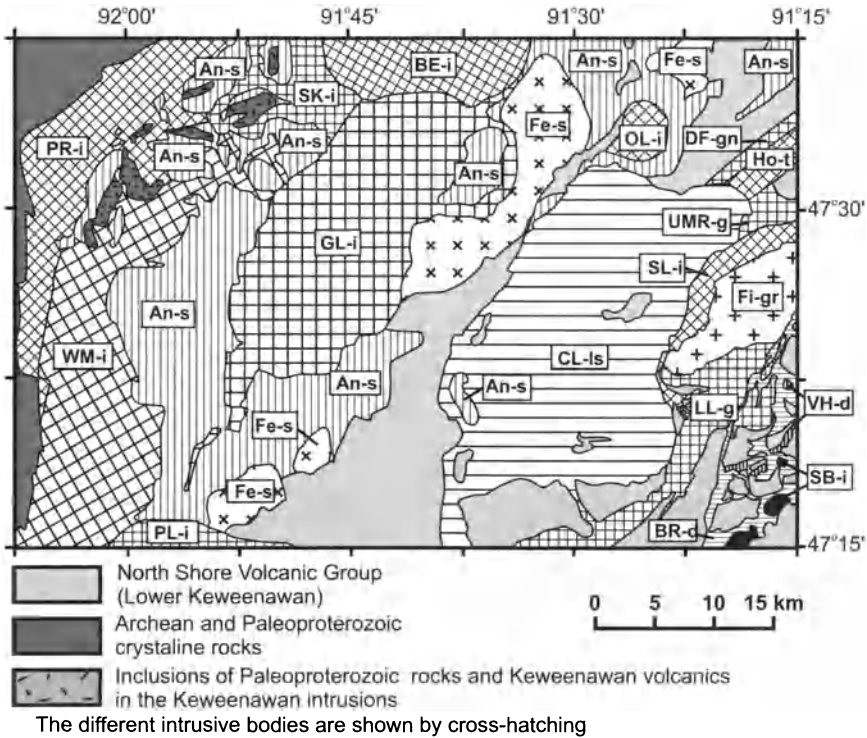 92°00' 91°45' 91°30' 91°15'
An-s BE-i An-s Fe-s An-s
SK-i
Fe-s
PR-i An-s An-s OL-i DF-gn
An-s Ho-t
47°30'
UMR-g
GL-i
SL-i
An-s Fi-gr
WM-i CL-ls
An-s An-s
LL-g VH-d
Fe-s
SB-i
Fe-s
PL-i BR-d
47°15'
North Shore Volcanic Group
(Lower Keweenawan)
0 5 10 15 km
Archean and Paleoproterozoic
crystaline rocks
Inclusions of Paleoproterozoic rocks and Keweenawan volcanics
in the Keweenawan intrusions
The different intrusive bodies are shown by cross-hatching